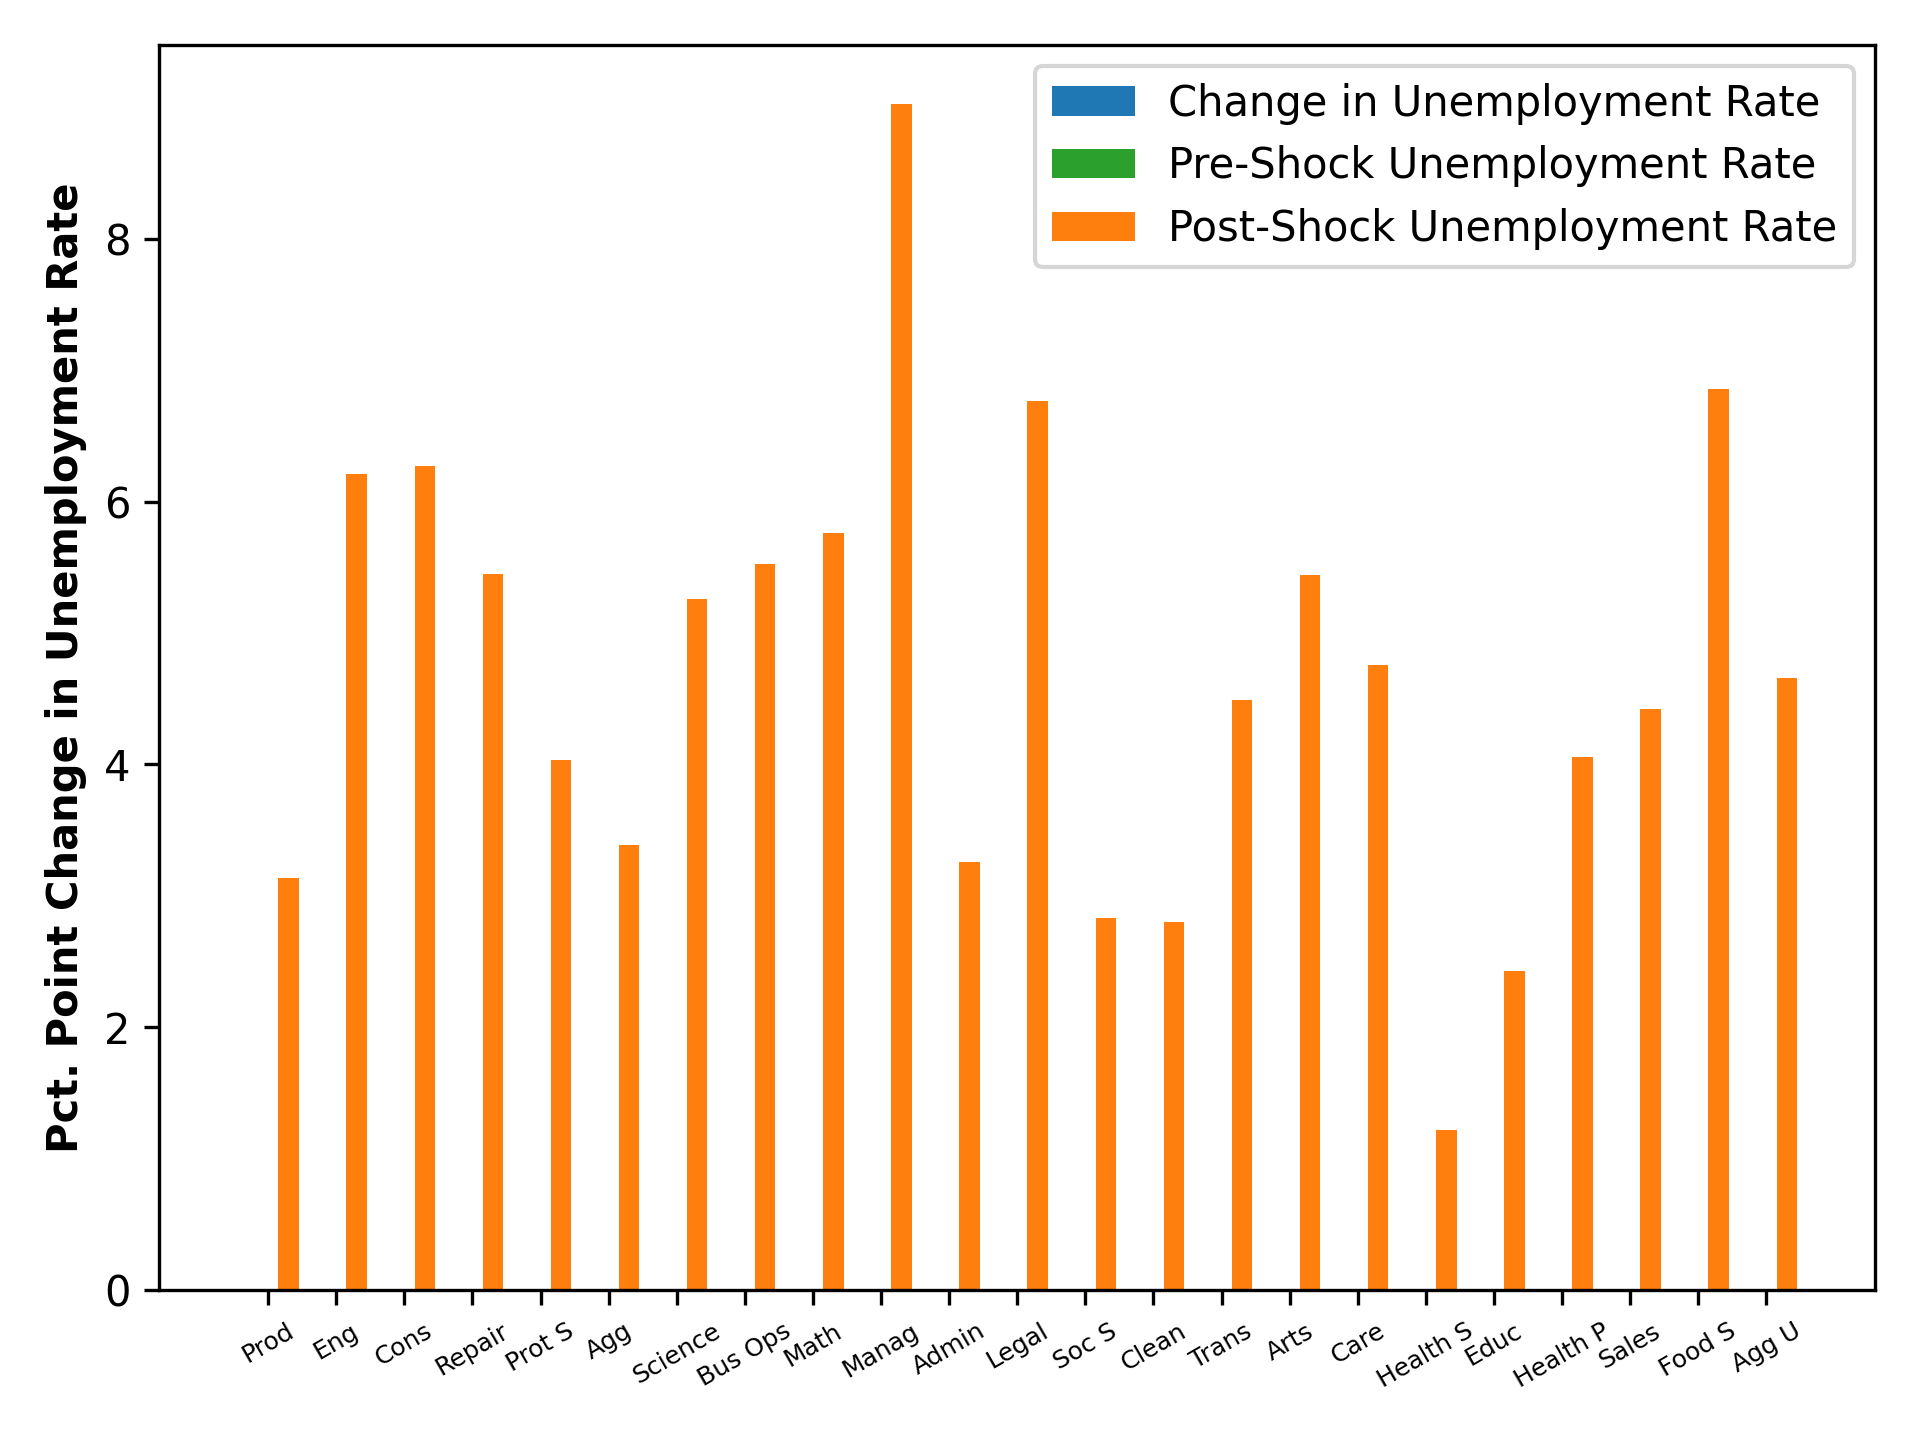 Change in Unemployment Rate
Pre-Shock Unemployment Rate
Post-Shock Unemployment Rate
Pct. Point Change in Unemployment Rate
8
6
4
2
0
Prod Eng Cons Repair Prot S Agg Science Bus Ops Math Manag Admin Legal Soc S Clean Trans Arts Care Health S Educ Health P Sales Food S Agg U